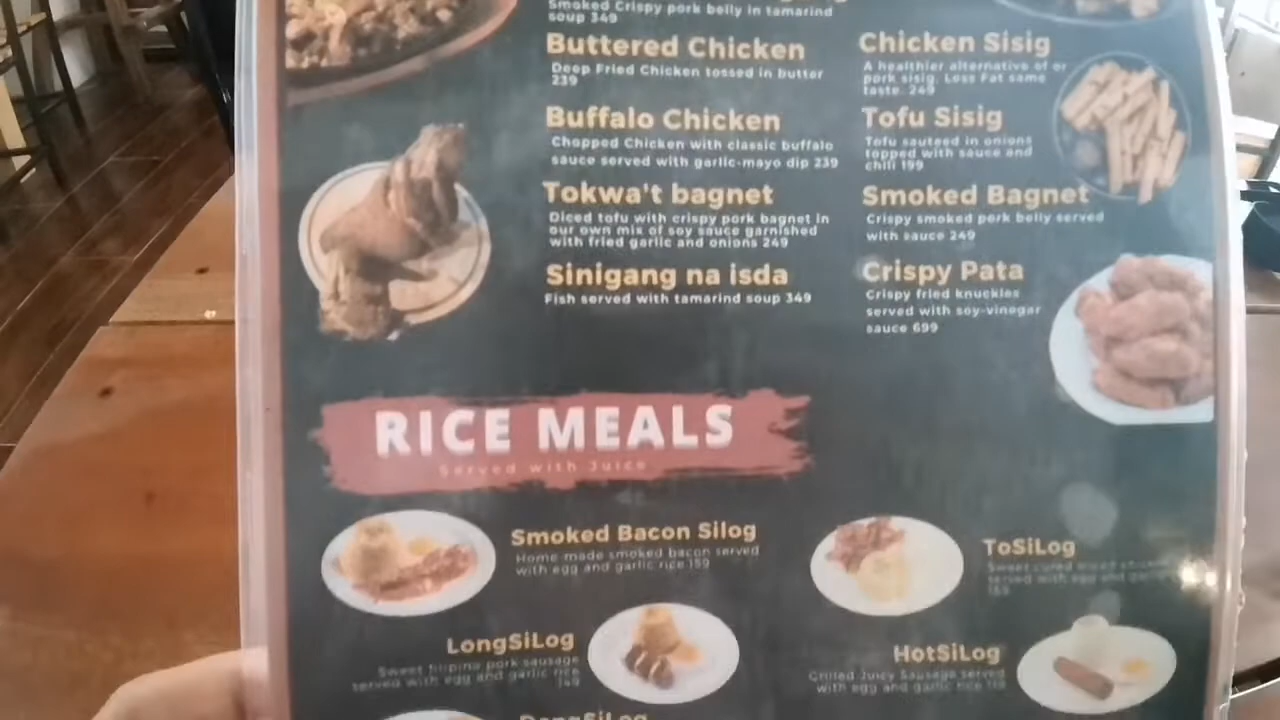 Smoked Crispy pork belly in tamarind
soup 349
Buttered Chicken
Deep Fried Chicken tossed in butter
239
Buffalo Chicken
Chopped Chicken with classic buffalo
sauce served with garlic-mayo dip 239
Tokwa't bagnet
Diced tofu with crispy pork bagnet in
our own mix of soy sauce garnished
with fried garlic and onions 249
Sinigang na isda
Fish served with tamarind soup 349
Chicken Sisig
A healthier alternative of or
pork sisig. Less Fat same
taste. 249
Tofu Sisig
Tofu sauteed in onions
topped with sauce and
chili 199
Smoked Bagnet
Crispy smoked pork belly served
with sauce 249
Crispy Pata
Crispy fried knuckles
served with soy-vinegar
sauce 699
RICE MEALS
Served with Juice
Smoked Bacon Silog
Home made smoked bacon served
with egg and garlic rice 159
ToSiLog
Sweet cured
served with egg and
LongSiLog
Sweet filipino pork sausage
served with egg and garlic rice
149
HotSiLog
Grilled Juicy Sausage served
with egg and garlic rice